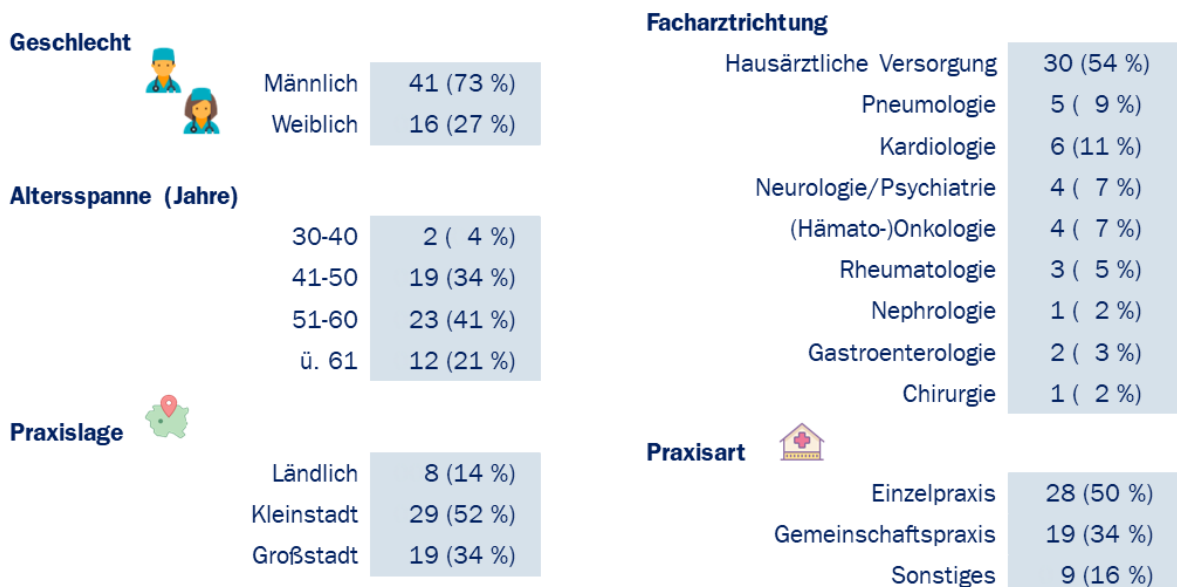 Geschlecht
Männlich 41 (73 %)
Weiblich 16 (27 %)
Altersspanne (Jahre)
30-40 2 ( 4 %)
41-50 19 (34 %)
51-60 23 (41 %)
ü. 61 12 (21 %)
Praxislage
Ländlich 8 (14 %)
Kleinstadt 29 (52 %)
Großstadt 19 (34 %)
Facharztrichtung
Hausärztliche Versorgung 30 (54 %)
Pneumologie 5 ( 9 %)
Kardiologie 6 (11 %)
Neurologie/Psychiatrie 4 ( 7 %)
(Hämato-)Onkologie 4 ( 7 %)
Rheumatologie 3 ( 5 %)
Nephrologie 1 ( 2 %)
Gastroenterologie 2 ( 3 %)
Chirurgie 1 ( 2 %)
Praxisart
Einzelpraxis 28 (50 %)
Gemeinschaftspraxis 19 (34 %)
Sonstiges 9 (16 %)